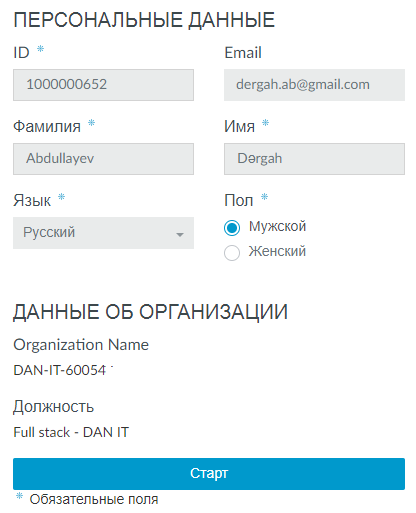 ПЕРСОНАЛЬНЫЕ ДАННЫЕ
ID * Email
1000000652 dergah.ab@gmail.com
Фамилия * Имя *
Abdullayev Dərgah
Язык * Пол *
Русский Мужской
Женский
ДАННЫЕ ОБ ОРГАНИЗАЦИИ
Organization Name
DAN-IT-60054 -
Должность
Full stack - DAN IT
Старт
* Обязательные поля